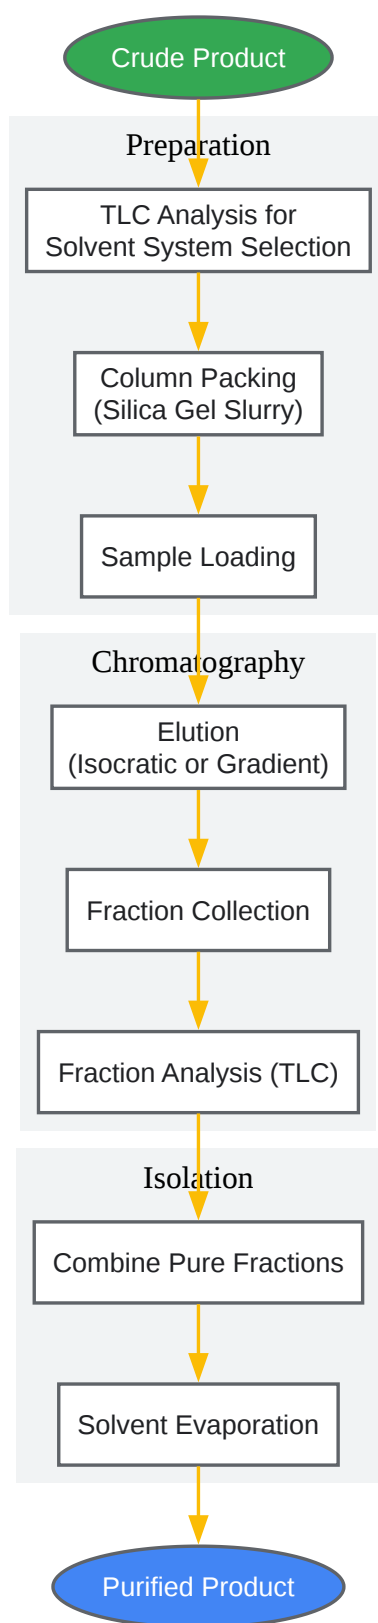 Crude Product
Preparation
TLC Analysis for
Solvent System Selection
Column Packing
(Silica Gel Slurry)
Sample Loading
Chromatography
Elution
(Isocratic or Gradient)
Fraction Collection
Fraction Analysis (TLC)
Isolation
Combine Pure Fractions
Solvent Evaporation
Purified Product